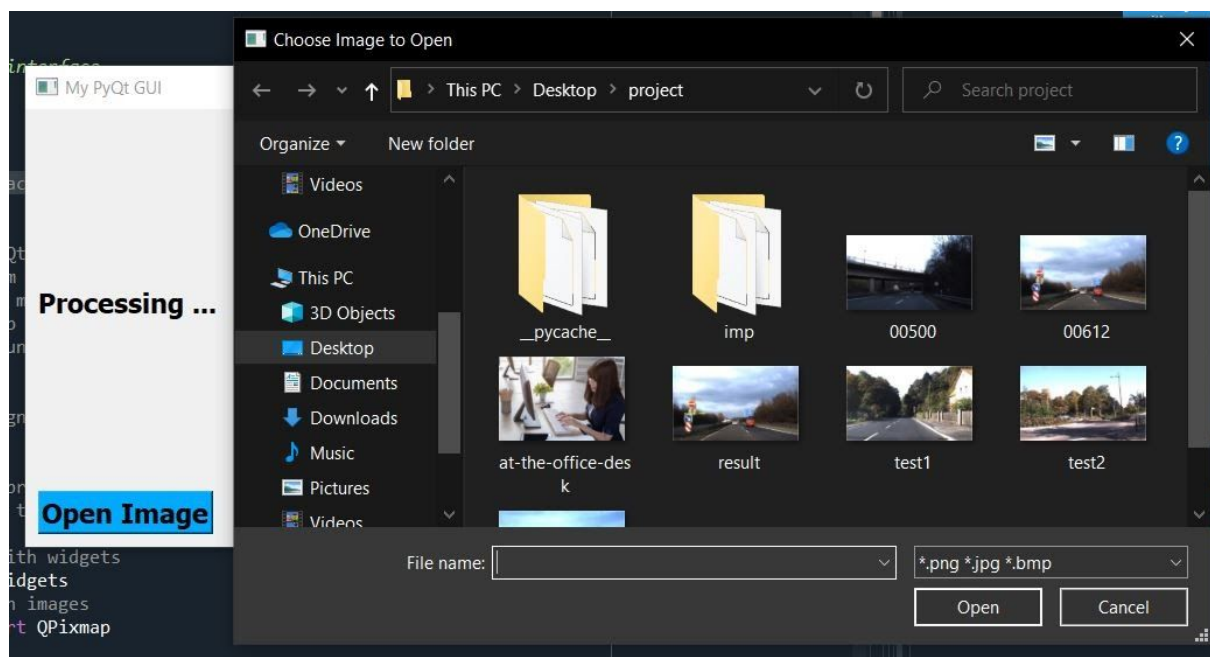 Choose Image to Open
interface
My PyQt GUI
This PC > Desktop > project
Search project
Organize
New folder
Videos
OneDrive
This PC
3D Objects
Desktop
Documents
Downloads
Music
Pictures
Videos
__pycache__
imp
00500
00612
at-the-office-des
k
result
test1
test2
Processing ...
Open Image
File name:
*.png *.jpg *.bmp
Open
Cancel
ith widgets
idgets
images
QPixmap